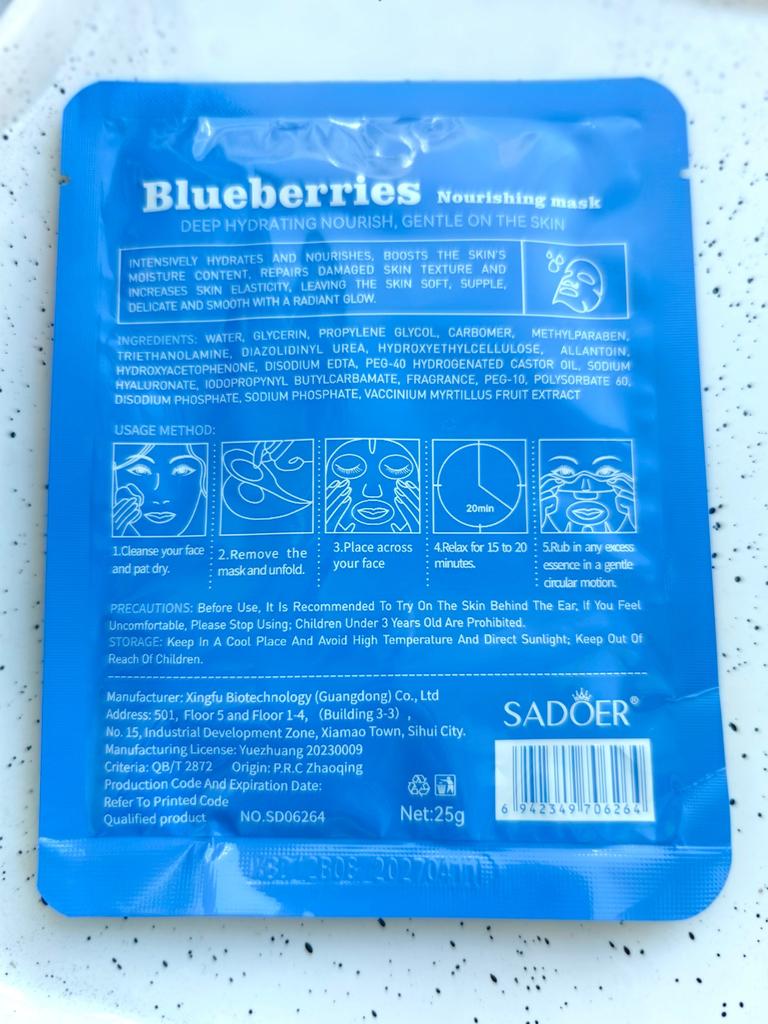 Blueberries Nourishing mask
DEEP HYDRATING NOURISH, GENTLE ON THE SKIN
INTENSIVELY HYDRATES AND NOURISHES, BOOSTS THE SKIN'S
MOISTURE CONTENT, REPAIRS DAMAGED SKIN TEXTURE AND
INCREASES SKIN ELASTICITY, LEAVING THE SKIN SOFT, SUPPLE,
DELICATE AND SMOOTH WITH A RADIANT GLOW.
INGREDIENTS: WATER, GLYCERIN, PROPYLENE GLYCOL, CARBOMER, METHYLPARABEN,
TRIETHANOLAMINE, DIAZOLIDINYL UREA, HYDROXYETHYLCELLULOSE, ALLANTOIN,
HYDROXYACETOPHENONE, DISODIUM EDTA, PEG-40 HYDROGENATED CASTOR OIL, SODIUM
HYALURONATE, IODOPROPYNYL BUTYLCARBAMATE, FRAGRANCE, PEG-10, POLYSORBATE 60,
DISODIUM PHOSPHATE, SODIUM PHOSPHATE, VACCINIUM MYRTILLUS FRUIT EXTRACT
USAGE METHOD:
20min
1.Cleanse your face
and pat dry.
2.Remove the
mask and unfold.
3.Place across
your face
4.Relax for 15 to 20
minutes.
5.Rub in any excess
essence in a gentle
circular motion.
PRECAUTIONS: Before Use, It Is Recommended To Try On The Skin Behind The Ear, If You Feel
Uncomfortable, Please Stop Using; Children Under 3 Years Old Are Prohibited.
STORAGE: Keep In A Cool Place And Avoid High Temperature And Direct Sunlight; Keep Out Of
Reach Of Children.
Manufacturer: Xingfu Biotechnology (Guangdong) Co., Ltd
Address: 501, Floor 5 and Floor 1-4, （Building 3-3）,
No. 15, Industrial Development Zone, Xiamao Town, Sihui City.
Manufacturing License: Yuezhuang 20230009
Criteria: QB/T 2872 Origin: P.R.C Zhaoqing
Production Code And Expiration Date:
Refer To Printed Code
Qualified product NO.SD06264
Net:25g
SADOER®
6 942349 706264